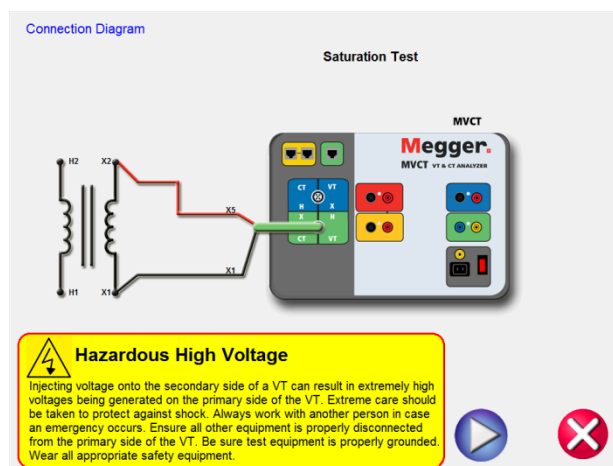 Connection Diagram
Saturation Test
MVCT
Megger.
MVCT VT & CT ANALYZER
CT VT
H X
X H
CT VT
H2
X2
X5
X1
H1
X1
Hazardous High Voltage
Injecting voltage onto the secondary side of a VT can result in extremely high
voltages being generated on the primary side of the VT. Extreme care should
be taken to protect against shock. Always work with another person in case
an emergency occurs. Ensure all other equipment is properly disconnected
from the primary side of the VT. Be sure test equipment is properly grounded.
Wear all appropriate safety equipment.